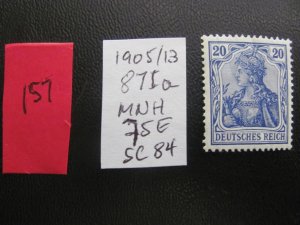 157
1905/13
87Ia
MNH
75E
SC 84
20 20
DEUTSCHES REICH